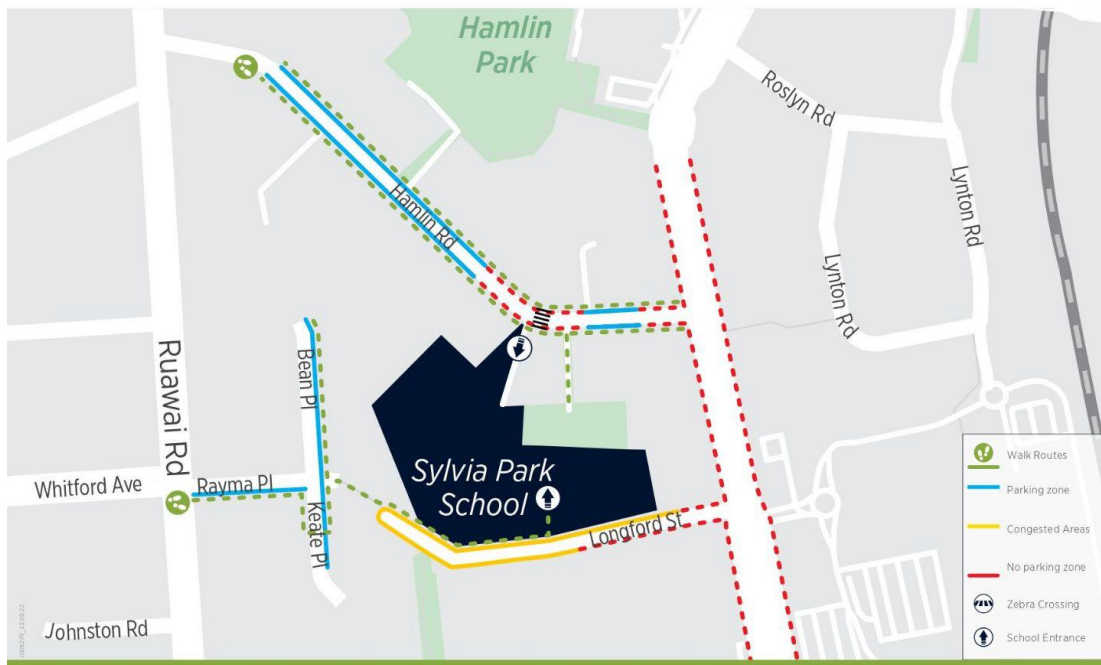 Hamlin
Park
Roslyn Rd
Lynton Rd
Hamlin Rd
Lynton Rd
Ruawai Rd
Bean Pl
Whitford Ave
Rayma Pl
Keate Pl
Sylvia Park
School
Longford St
Johnston Rd
Walk Routes
Parking zone
Congested Areas
No parking zone
Zebra Crossing
School Entrance